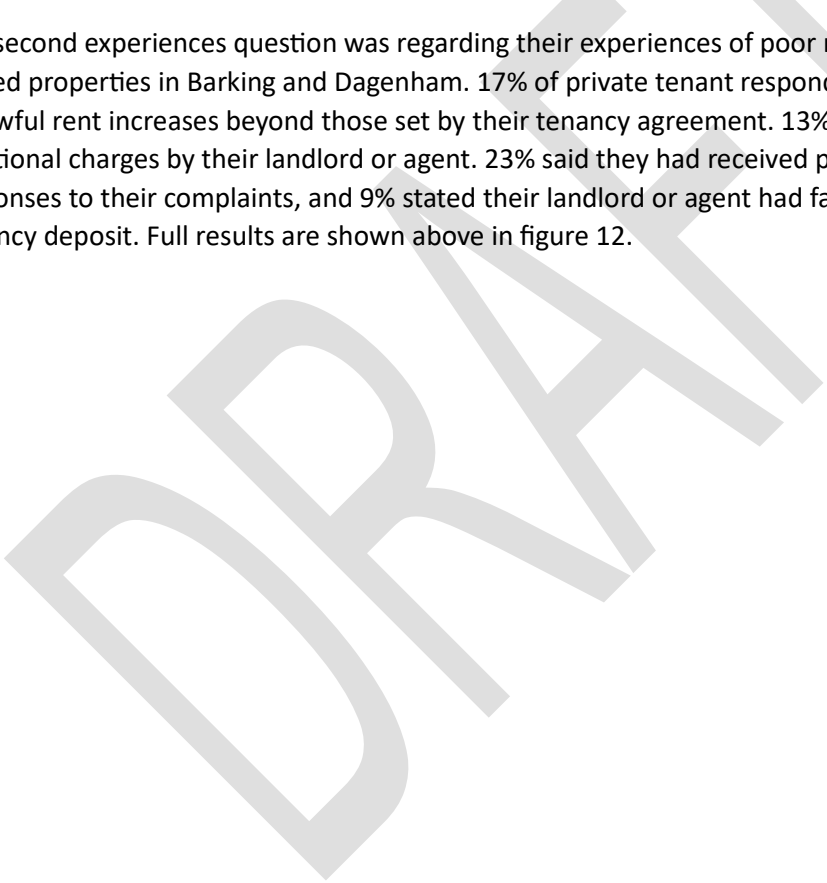 second experiences question was regarding their experiences of poor
ed properties in Barking and Dagenham. 17% of private tenant respond
wful rent increases beyond those set by their tenancy agreement. 13%
tional charges by their landlord or agent. 23% said they had received p
onses to their complaints, and 9% stated their landlord or agent had fa
ncy deposit. Full results are shown above in figure 12.
DRAFT